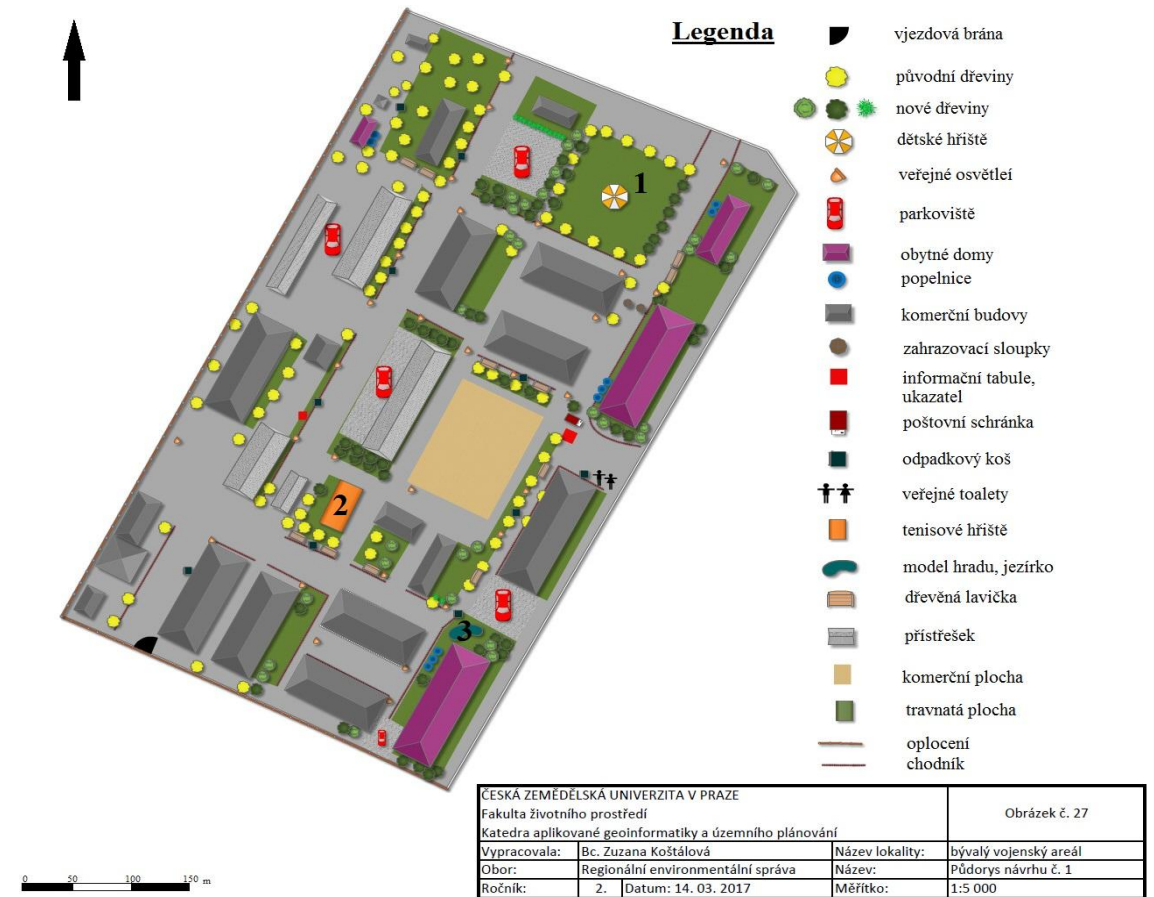 Legenda
vjezdová brána
původní dřeviny
nové dřeviny
dětské hřiště
veřejné osvětleí
parkoviště
obytné domy
popelnice
komerční budovy
zahrazovací sloupky
informační tabule,
ukazatel
poštovní schránka
odpadkový koš
veřejné toalety
tenisové hřiště
model hradu, jezírko
dřevěná lavička
přístřešek
komerční plocha
travnatá plocha
oplocení
chodník
1
2
3
0 50 100 150 m
ČESKÁ ZEMĚDĚLSKÁ UNIVERZITA V PRAZE
Fakulta životního prostředí
Katedra aplikované geoinformatiky a územního plánování
Obrázek č. 27
Vypracovala: Bc. Zuzana Koštálová Název lokality: bývalý vojenský areál
Obor: Regionální environmentální správa Název: Půdorys návrhu č. 1
Ročník: 2. Datum: 14. 03. 2017 Měřítko: 1:5 000